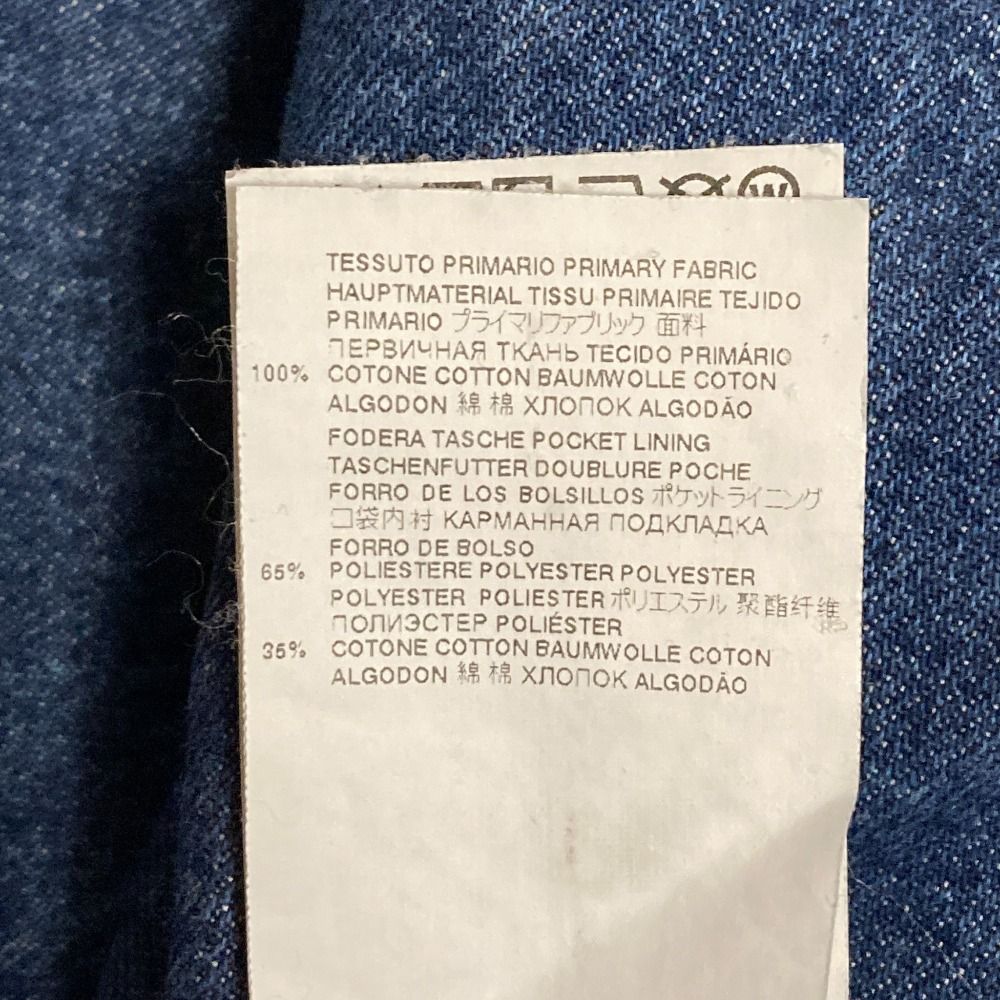 W
TESSUTO PRIMARIO PRIMARY FABRIC
HAUPTMATERIAL TISSU PRIMAIRE TEJIDO
PRIMARIO プライマリファブリック 面料
ПЕРВИЧНАЯ ТКАНЬ TECIDO PRIMÁRIO
100% COTONE COTTON BAUMWOLLE COTON
ALGODON 綿 棉 ХЛОПОК ALGODÃO
FODERA TASCHE POCKET LINING
TASCHENFUTTER DOUBLURE POCHE
FORRO DE LOS BOLSILLOS ポケットライニング
口袋内衬 КАРМАННАЯ ПОДКЛАДКА
FORRO DE BOLSO
65% POLIESTERE POLYESTER POLYESTER
POLYESTER POLIESTER ポリエステル 聚酯纤维
ПОЛИЭСТЕР POLIÉSTER
35% COTONE COTTON BAUMWOLLE COTON
ALGODON 綿 棉 ХЛОПОК ALGODÃO